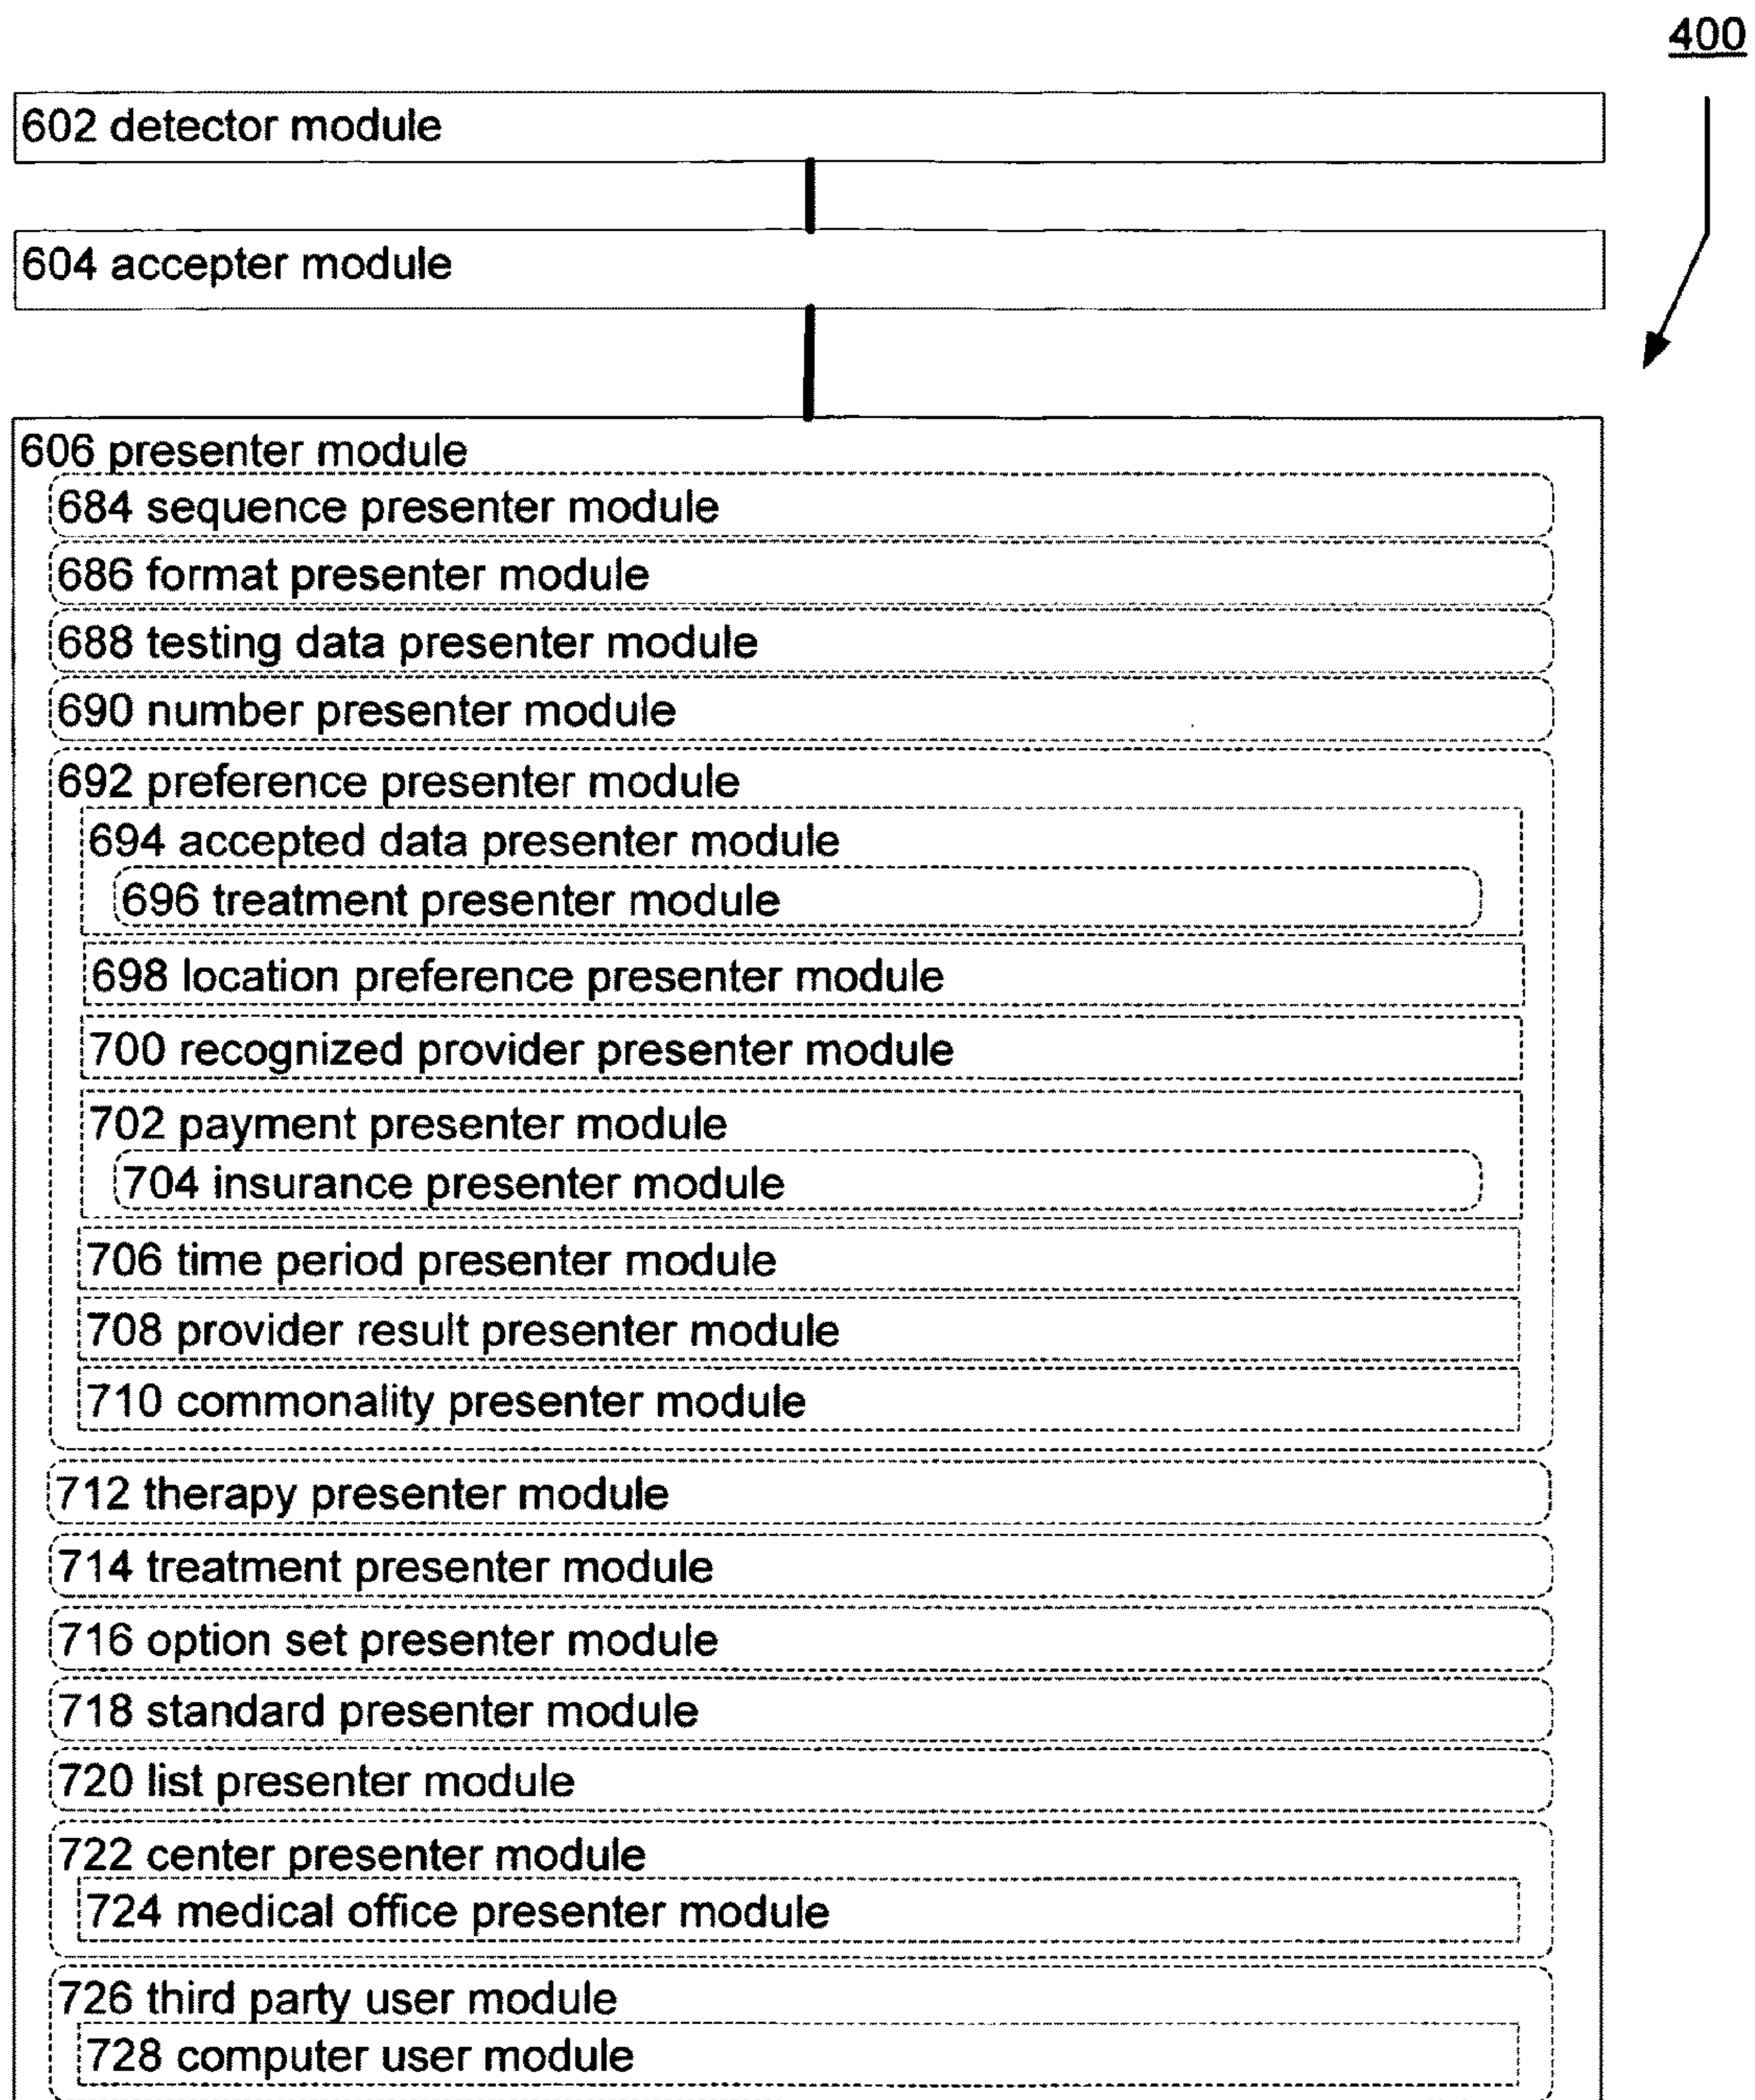 400
602 detector module
604 accepter module
606 presenter module
684 sequence presenter module
686 format presenter module
688 testing data presenter module
690 number presenter module
692 preference presenter module
694 accepted data presenter module
696 treatment presenter module
698 location preference presenter module
700 recognized provider presenter module
702 payment presenter module
704 insurance presenter module
706 time period presenter module
708 provider result presenter module
710 commonality presenter module
712 therapy presenter module
714 treatment presenter module
716 option set presenter module
718 standard presenter module
720 list presenter module
722 center presenter module
724 medical office presenter module
726 third party user module
728 computer user module